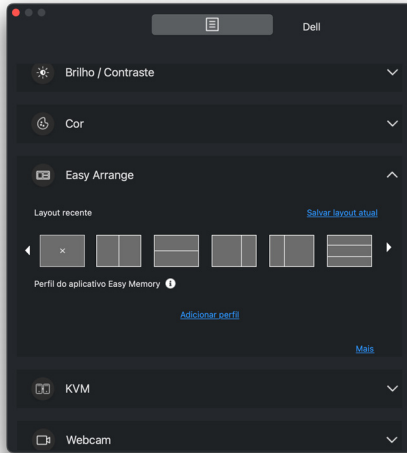 Dell
Brilho / Contraste
Cor
Easy Arrange
Layout recente
Salvar layout atual
Perfil do aplicativo Easy Memory
Adicionar perfil
Mais
KVM
Webcam